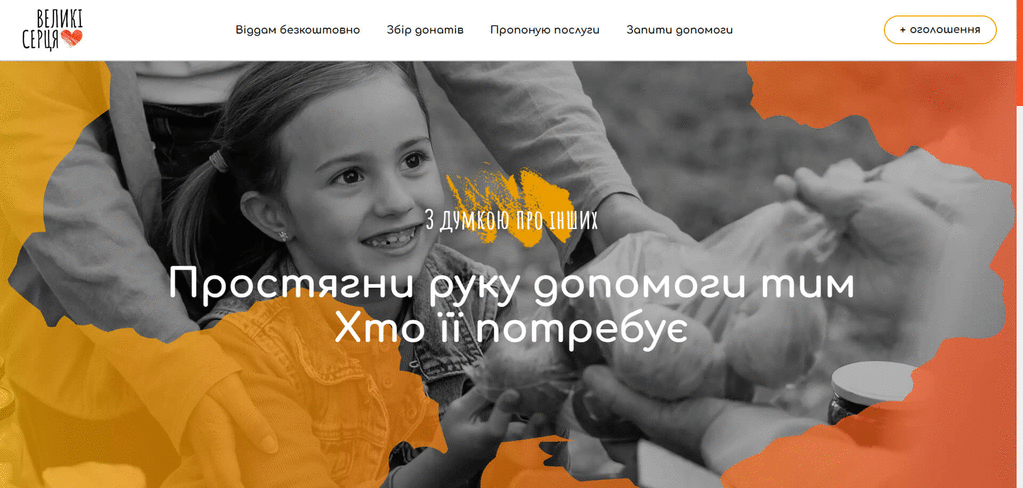 ВЕЛИКІ
СЕРЦЯ
Віддам безкоштовно
Збір донатів
Пропоную послуги
Запити допомоги
+ оголошення
З думкою про інших
Простягни руку допомоги тим
Хто її потребує